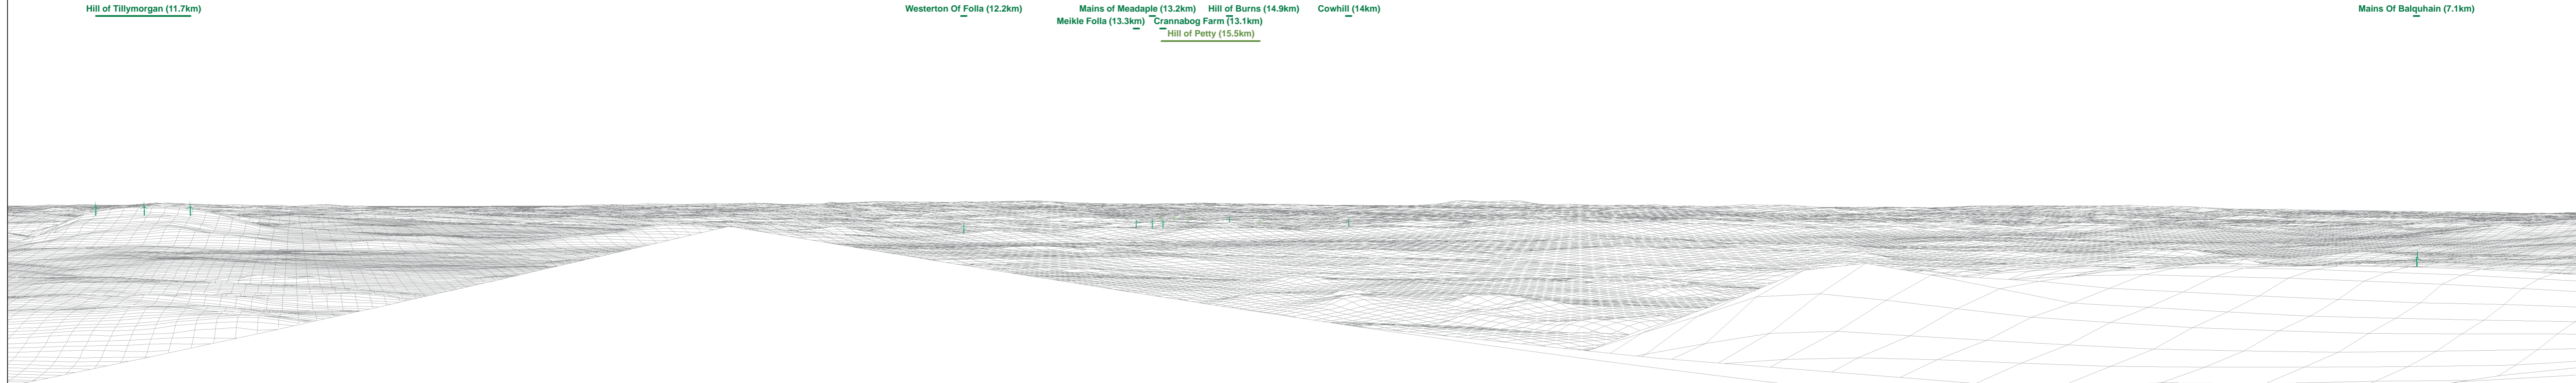 Hill of Tillymorgan (11.7km)
Westerton Of Folla (12.2km)
Mains of Meadaple (13.2km)
Hill of Burns (14.9km)
Cowhill (14km)
Mains Of Balquhain (7.1km)
Meikle Folla (13.3km)
Crannabog Farm (13.1km)
Hill of Petty (15.5km)